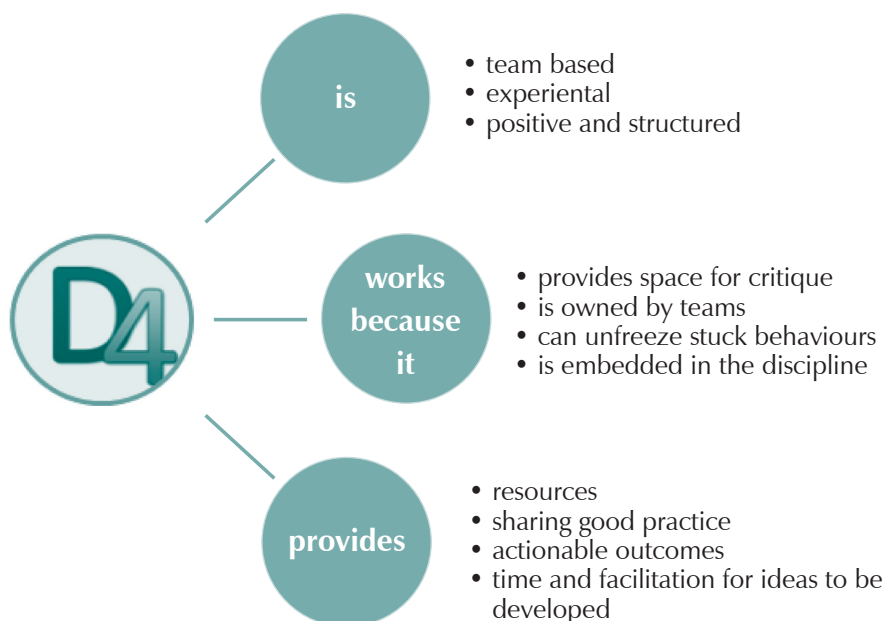 is
• team based
• experiental
• positive and structured
D4
works
because
it
• provides space for critique
• is owned by teams
• can unfreeze stuck behaviours
• is embedded in the discipline
provides
• resources
• sharing good practice
• actionable outcomes
• time and facilitation for ideas to be
developed